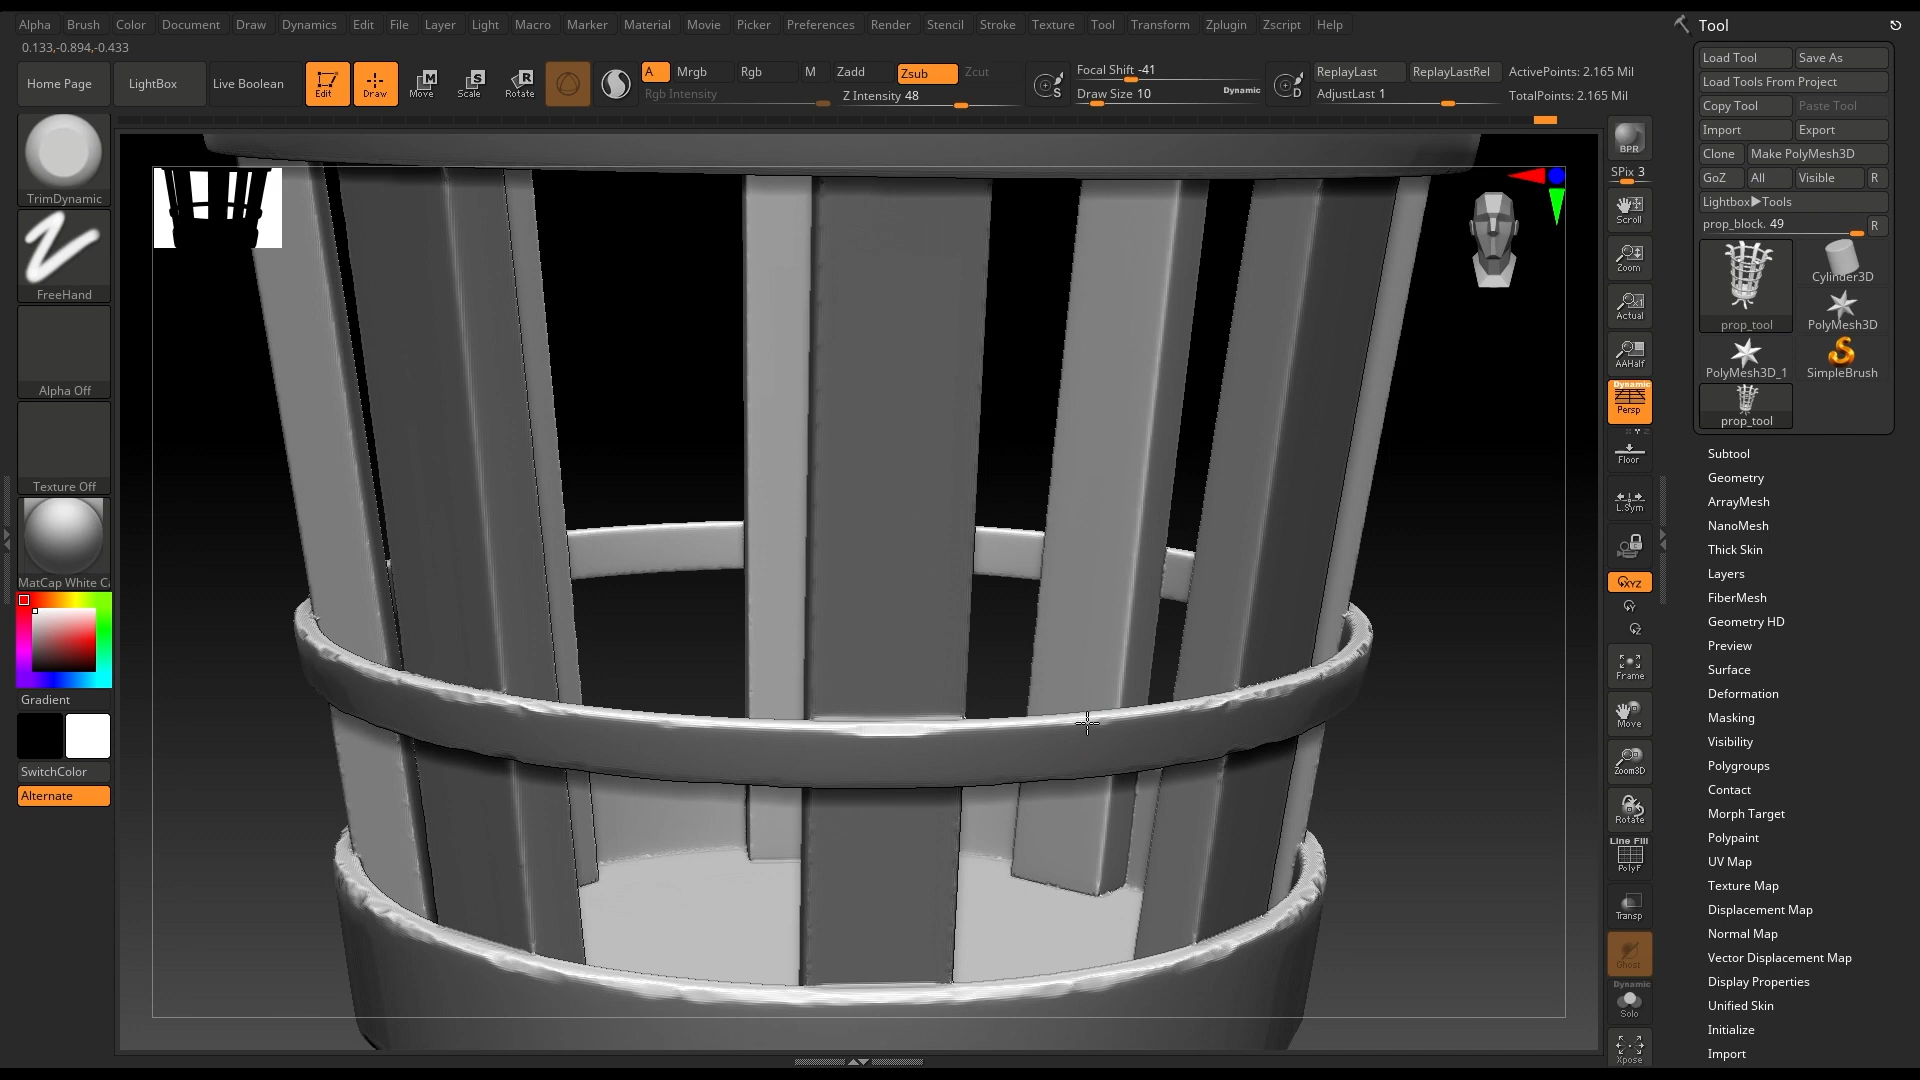 Alpha Brush Color Document Draw Dynamics Edit File Layer Light Macro Marker Material Movie Picker Preferences Render Stencil Stroke Texture Tool Transform Zplugin Zscript Help
0.133,-0.894,-0.433
Home Page
LightBox
Live Boolean
Edit
Draw
M
Move
S
Scale
R
Rotate
A Mrgb Rgb M Zadd Zsub Zcut
Rgb Intensity
Z Intensity 48
S
Focal Shift -41
Draw Size 10
Dynamic
D
ReplayLast ReplayLastRel
AdjustLast 1
ActivePoints: 2.165 Mil
TotalPoints: 2.165 Mil
TrimDynamic
FreeHand
Alpha Off
Texture Off
MatCap White C
Gradient
SwitchColor
Alternate
BPR
SPix 3
Scroll
Zoom
Actual
AAHalf
Dynamic
Persp
Floor
L.Sym
XYZ
Y
Z
Frame
Move
Zoom3D
Rotate
Line Fill
PolyF
Transp
Ghost
Dynamic
Solo
Xpose
Tool
Load Tool Save As
Load Tools From Project
Copy Tool Paste Tool
Import Export
Clone Make PolyMesh3D
GoZ All Visible R
Lightbox▶Tools
prop_block. 49 R
prop_tool
Cylinder3D
PolyMesh3D
PolyMesh3D_1
SimpleBrush
prop_tool
Subtool
Geometry
ArrayMesh
NanoMesh
Thick Skin
Layers
FiberMesh
Geometry HD
Preview
Surface
Deformation
Masking
Visibility
Polygroups
Contact
Morph Target
Polypaint
UV Map
Texture Map
Displacement Map
Normal Map
Vector Displacement Map
Display Properties
Unified Skin
Initialize
Import